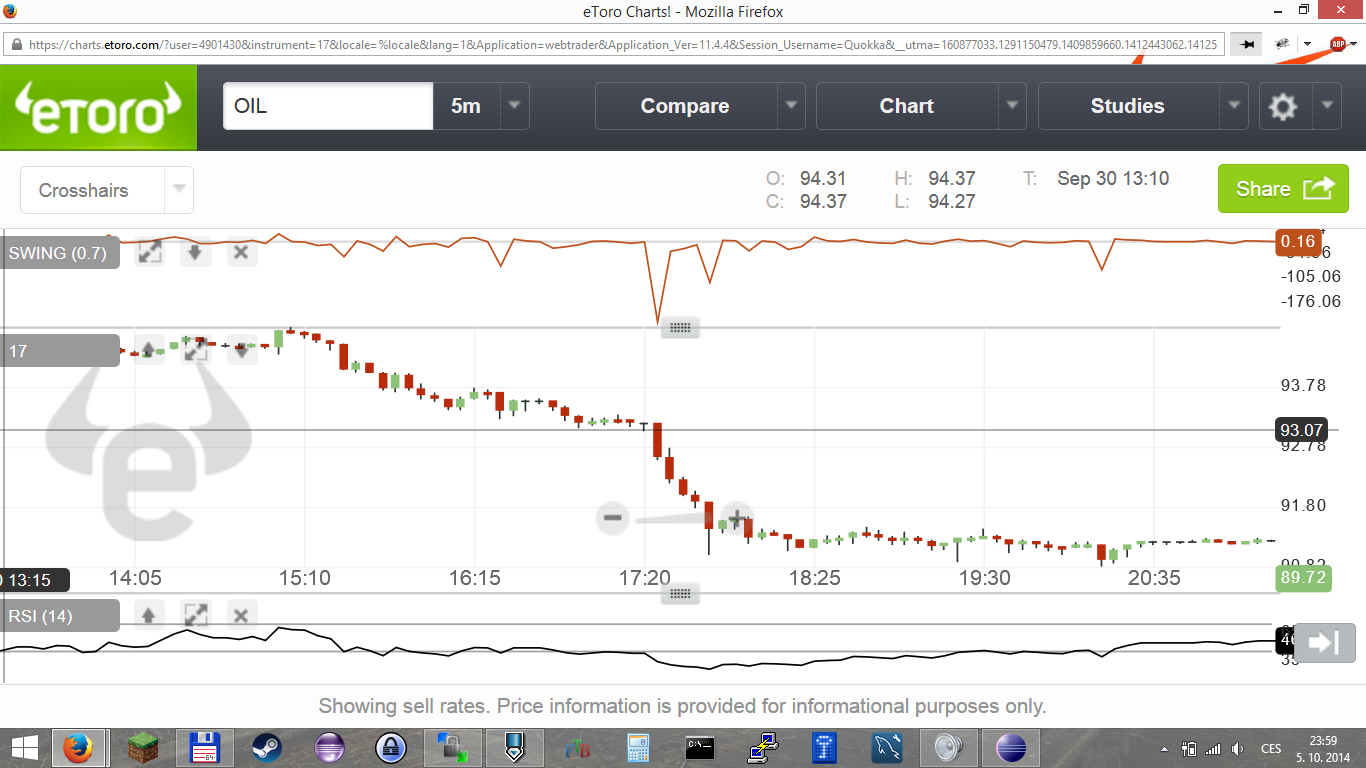 eToro Charts! - Mozilla Firefox
https://charts.etoro.com/?user=4901430&instrument=17&locale=%locale&lang=1&Application=webtrader&Application_Ver=11.4.4&Session_Username=Quokka&__utma=160877033.1291150479.1409859660.1412443062.14125
ABP
eToro
OIL 5m Compare Chart Studies
Crosshairs
O: 94.31 H: 94.37 T: Sep 30 13:10
C: 94.37 L: 94.27
Share
SWING (0.7)
0.16
-105.06
-176.06
17
93.78
93.07
92.78
91.80
89.72
13:15 14:05 15:10 16:15 17:20 18:25 19:30 20:35
RSI (14)
46
35
Showing sell rates. Price information is provided for informational purposes only.
64
C:\_
CES
23:59
5. 10. 2014